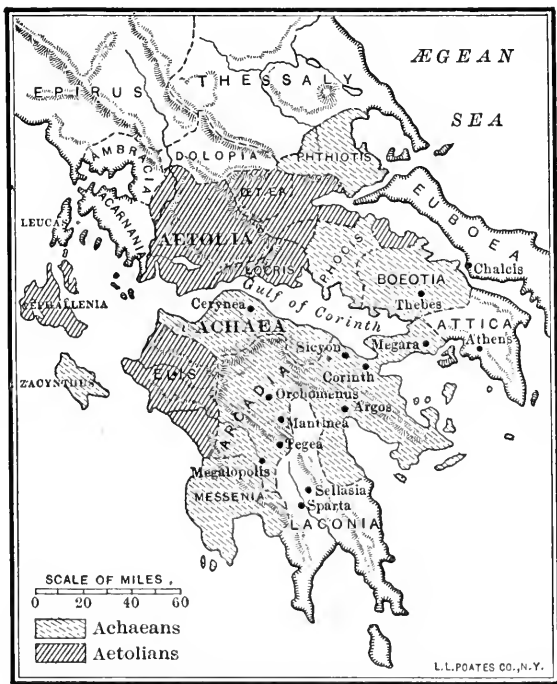 ÆGEAN
SEA
THESSALY
EPIRUS
AMBRACIA
DOLOPIA
PHTHIOTIS
ŒTÆA
LEUCAS
ACARNANIA
AETOLIA
LOCRIS
PHOCIS
EUBOEA
BOEOTIA
Chalcis
Thebes
CEPHALLENIA
Gulf of Corinth
Cerynea
ACHAEA
ATTICA
Sicyon
Megara
Athens
Corinth
ZACYNTHUS
ELIS
ARCADIA
Orchomenus
Argos
Mantinea
Tegea
Megalopolis
MESSENIA
Sellasia
Sparta
LACONIA
SCALE OF MILES
0 20 40 60
Achaeans
Aetolians
L.L.POATES CO.,N.Y.